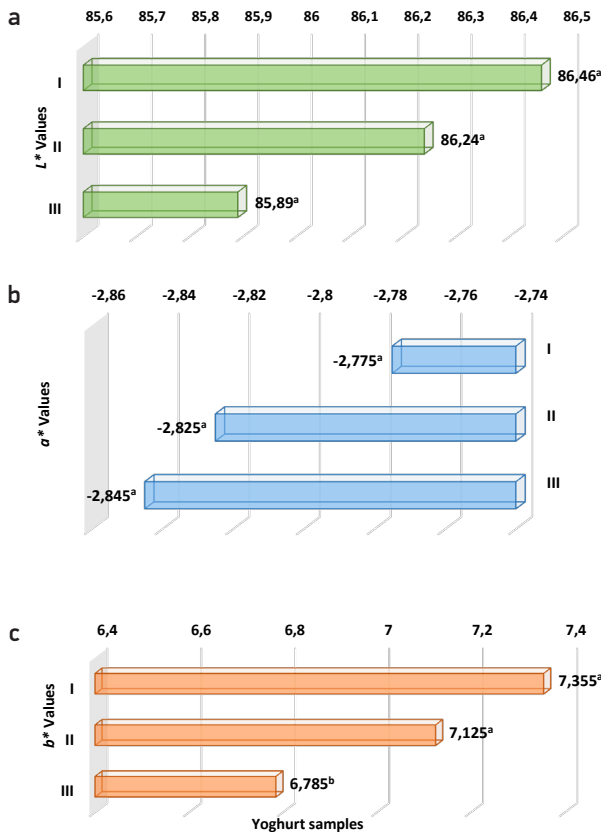 a
85,6 85,7 85,8 85,9 86 86,1 86,2 86,3 86,4 86,5
L* Values
I
86,46ᵃ
II
86,24ᵃ
III
85,89ᵃ
b
-2,86 -2,84 -2,82 -2,8 -2,78 -2,76 -2,74
a* Values
-2,775ᵃ I
-2,825ᵃ II
-2,845ᵃ III
c
6,4 6,6 6,8 7 7,2 7,4
b* Values
I 7,355ᵃ
II 7,125ᵃ
III 6,785ᵇ
Yoghurt samples